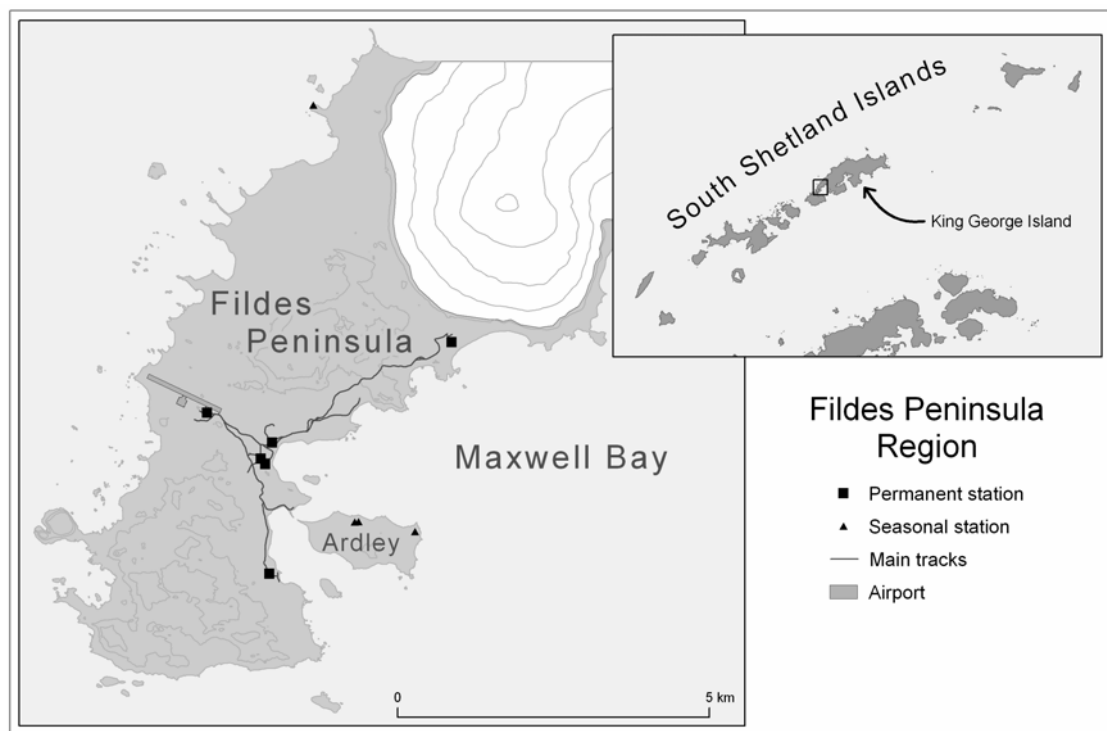 South Shetland Islands
King George Island
Fildes
Peninsula
Maxwell Bay
Ardley
0
5 km
Fildes Peninsula
Region
Permanent station
Seasonal station
Main tracks
Airport